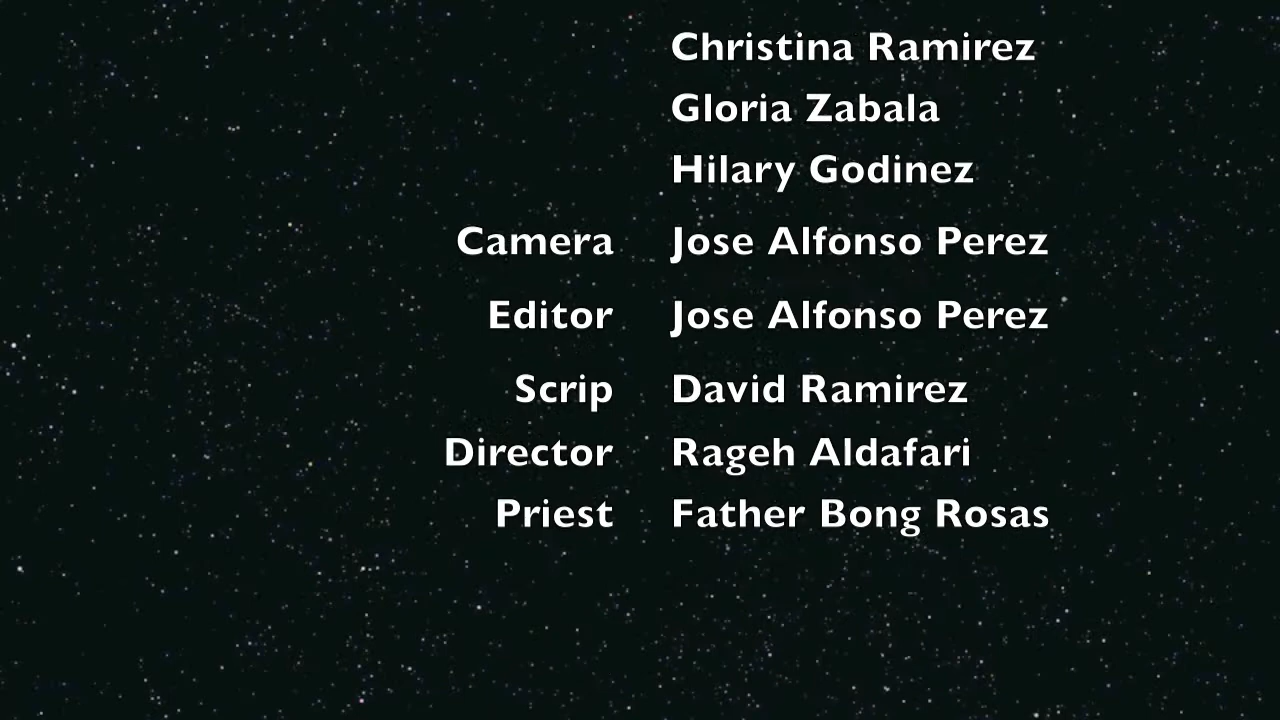 Christina Ramirez
Gloria Zabala
Hilary Godinez
Camera Jose Alfonso Perez
Editor Jose Alfonso Perez
Scrip David Ramirez
Director Rageh Aldafari
Priest Father Bong Rosas